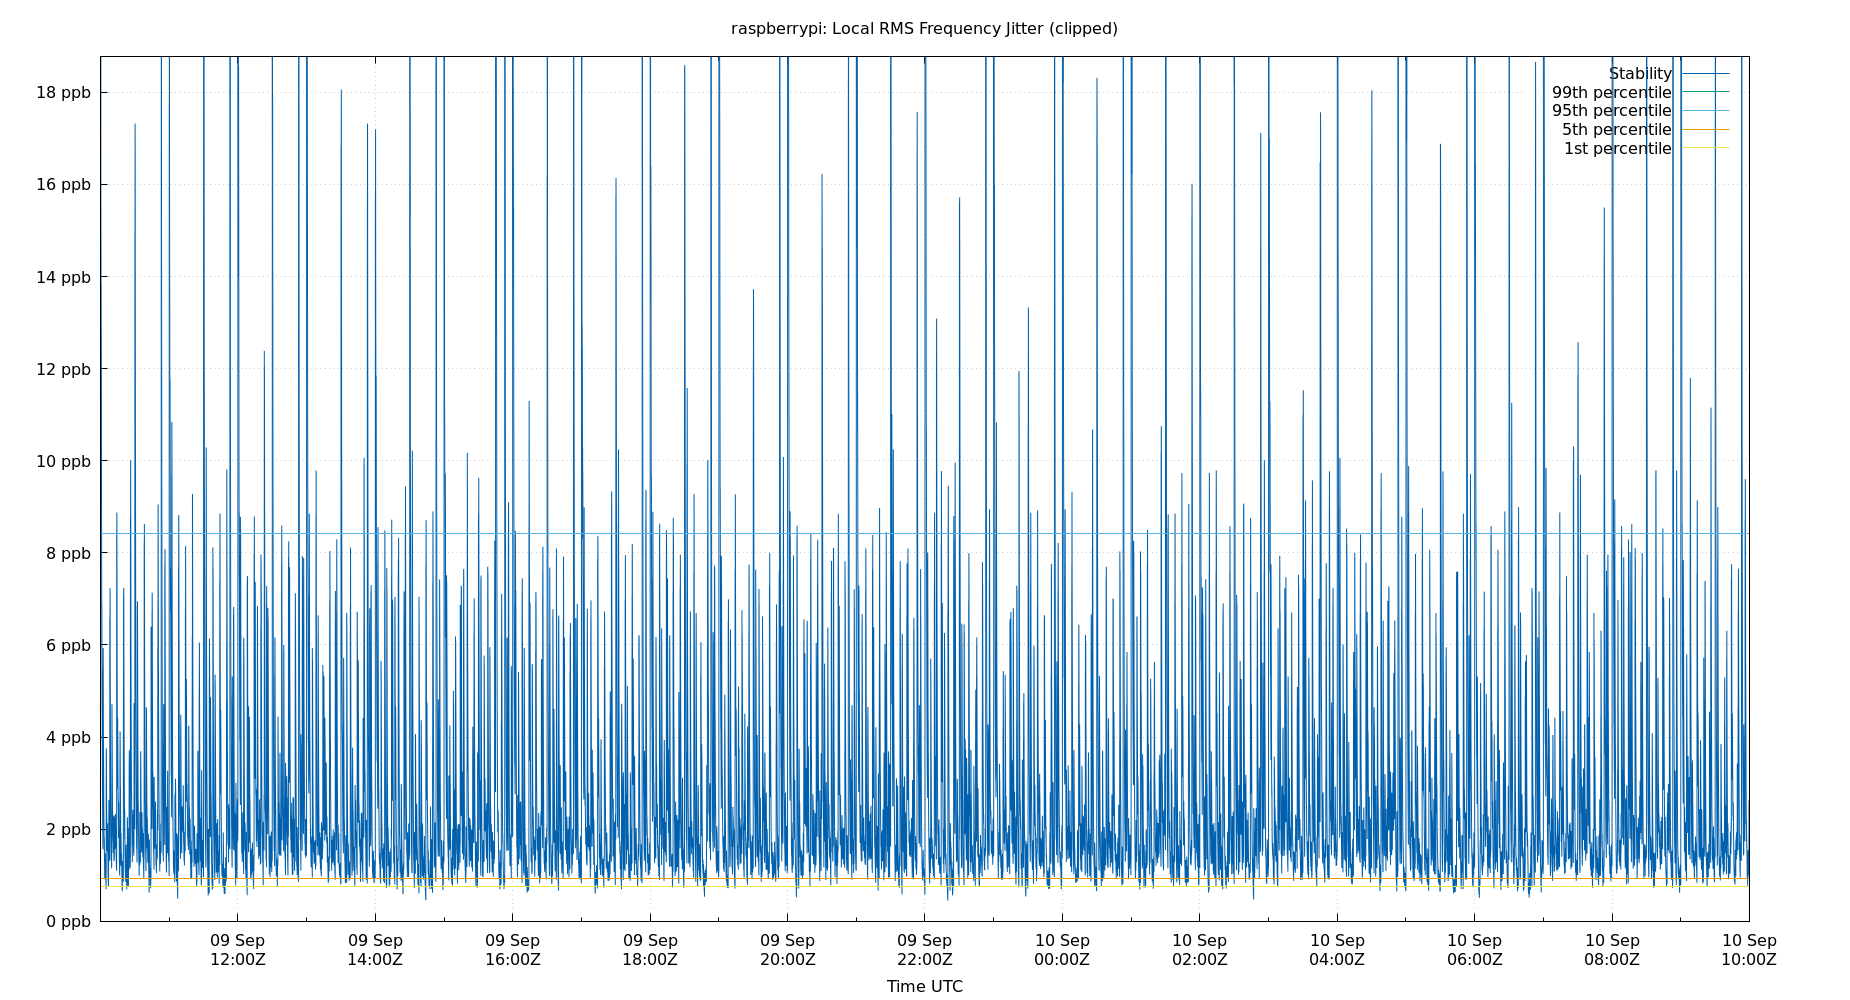 raspberrypi: Local RMS Frequency Jitter (clipped)
Stability
99th percentile
95th percentile
5th percentile
1st percentile
18 ppb
16 ppb
14 ppb
12 ppb
10 ppb
8 ppb
6 ppb
4 ppb
2 ppb
0 ppb
09 Sep
12:00Z
09 Sep
14:00Z
09 Sep
16:00Z
09 Sep
18:00Z
09 Sep
20:00Z
09 Sep
22:00Z
10 Sep
00:00Z
10 Sep
02:00Z
10 Sep
04:00Z
10 Sep
06:00Z
10 Sep
08:00Z
10 Sep
10:00Z
Time UTC